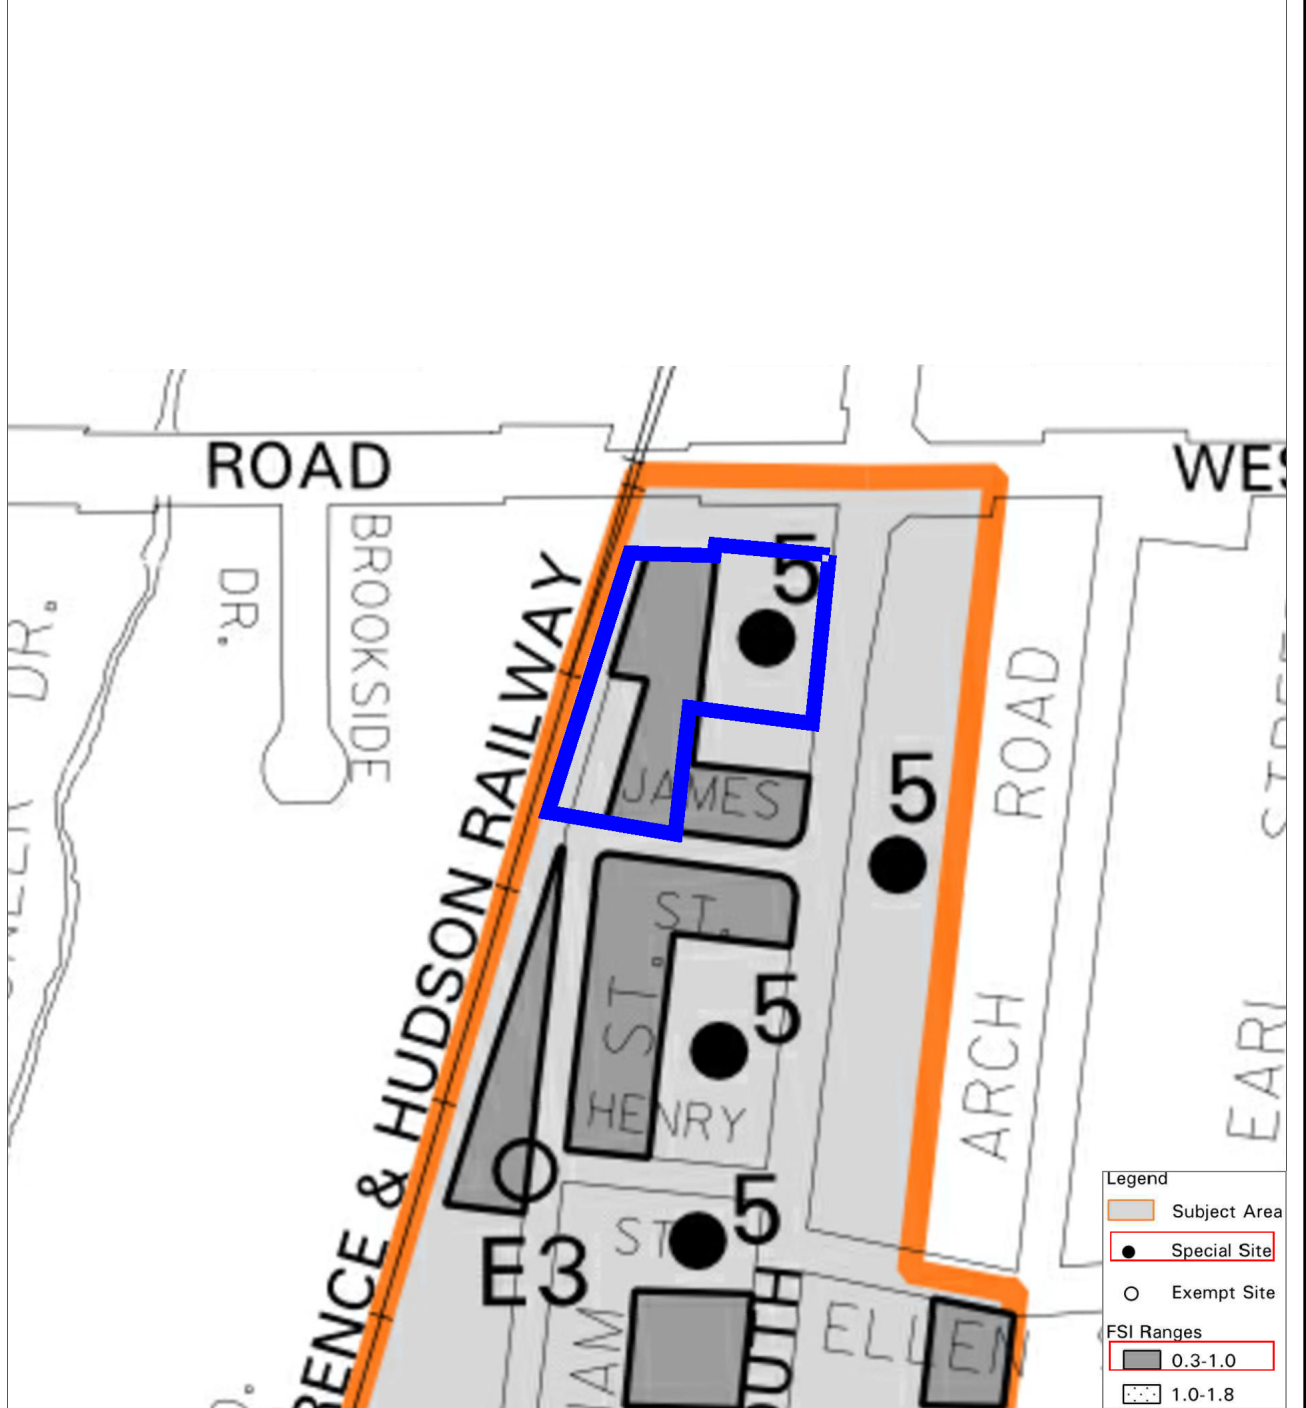 ROAD
WES
BROOKSIDE
DR.
DR.
5
RENCE & HUDSON RAILWAY
ROAD
5
JAMES
ST.
ST.
5
HENRY
ARCH
EARL
5
ST
E3
ELLEN
Legend
Subject Area
Special Site
Exempt Site
FSI Ranges
0.3-1.0
1.0-1.8